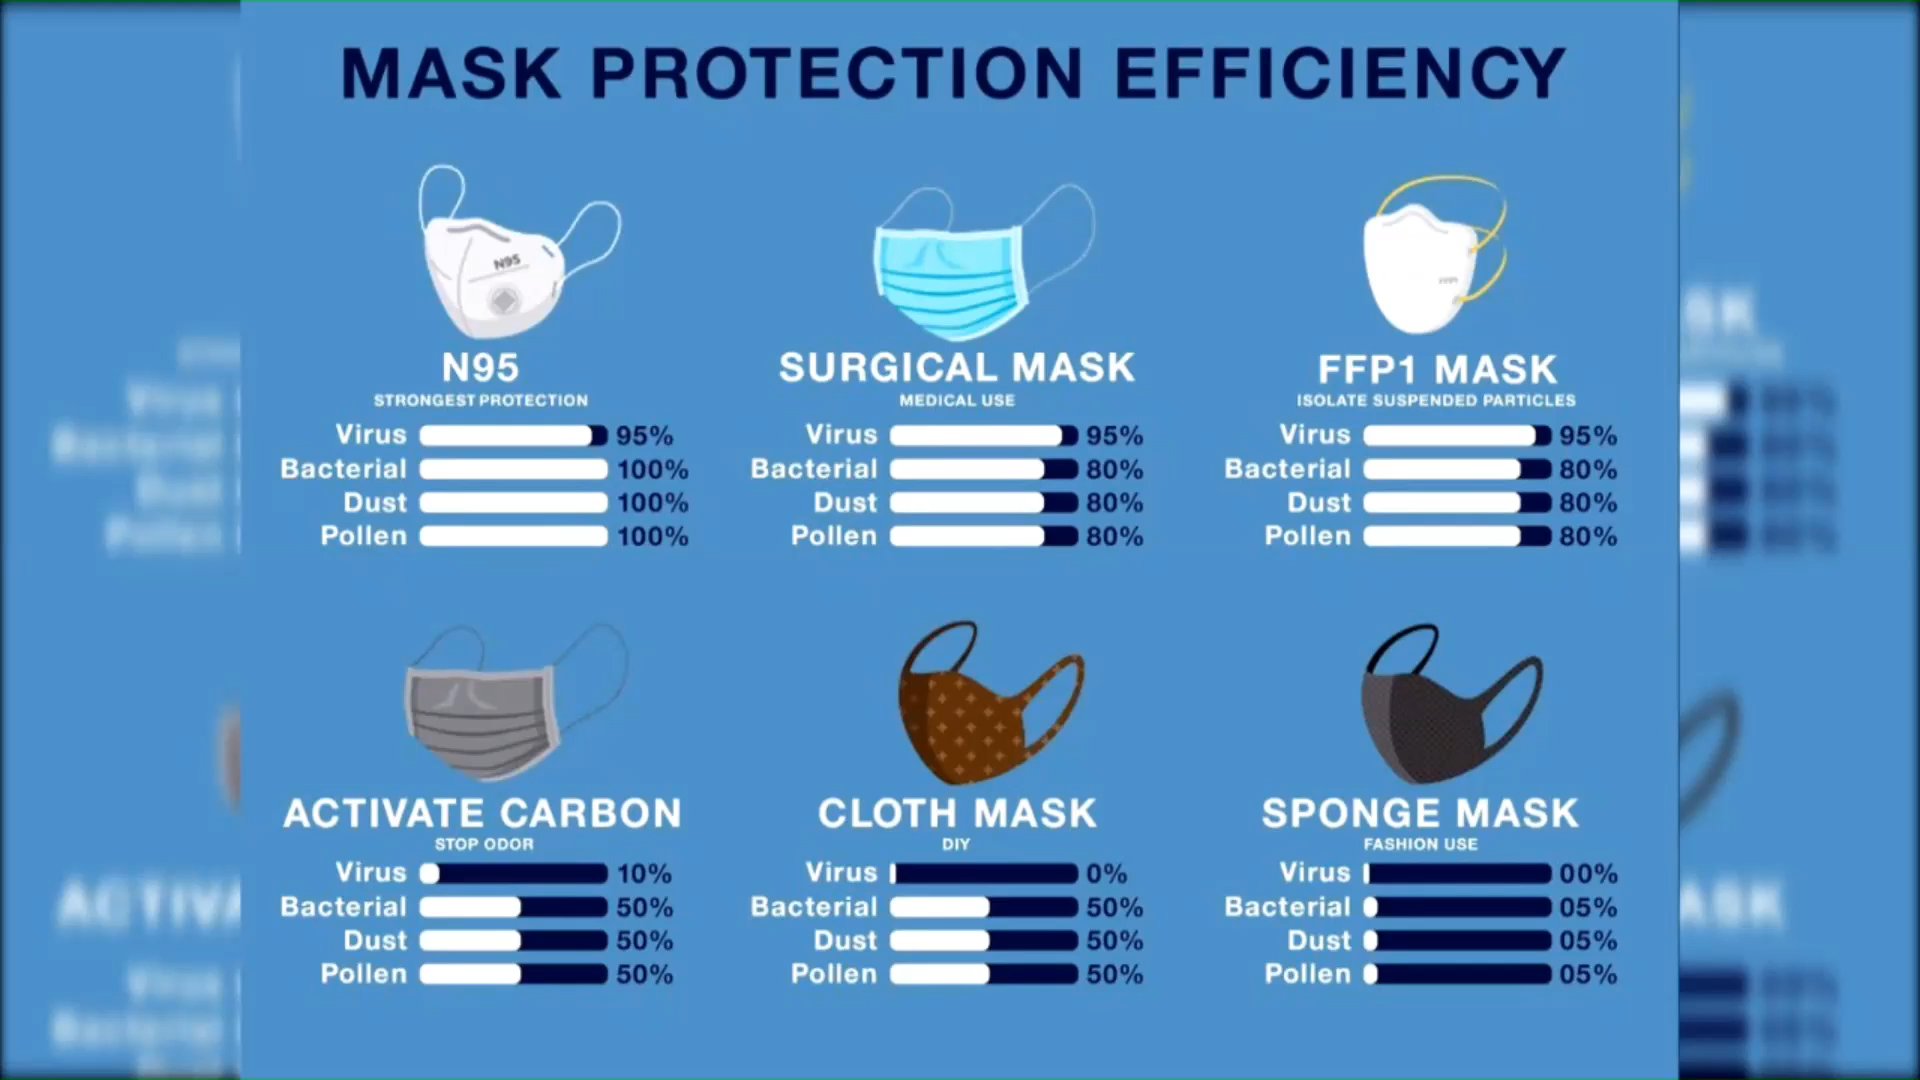 MASK PROTECTION EFFICIENCY
N95
N95
STRONGEST PROTECTION
Virus 95%
Bacterial 100%
Dust 100%
Pollen 100%
SURGICAL MASK
MEDICAL USE
Virus 95%
Bacterial 80%
Dust 80%
Pollen 80%
FFP1 MASK
ISOLATE SUSPENDED PARTICLES
Virus 95%
Bacterial 80%
Dust 80%
Pollen 80%
ACTIVATE CARBON
STOP ODOR
Virus 10%
Bacterial 50%
Dust 50%
Pollen 50%
CLOTH MASK
DIY
Virus 0%
Bacterial 50%
Dust 50%
Pollen 50%
SPONGE MASK
FASHION USE
Virus 00%
Bacterial 05%
Dust 05%
Pollen 05%